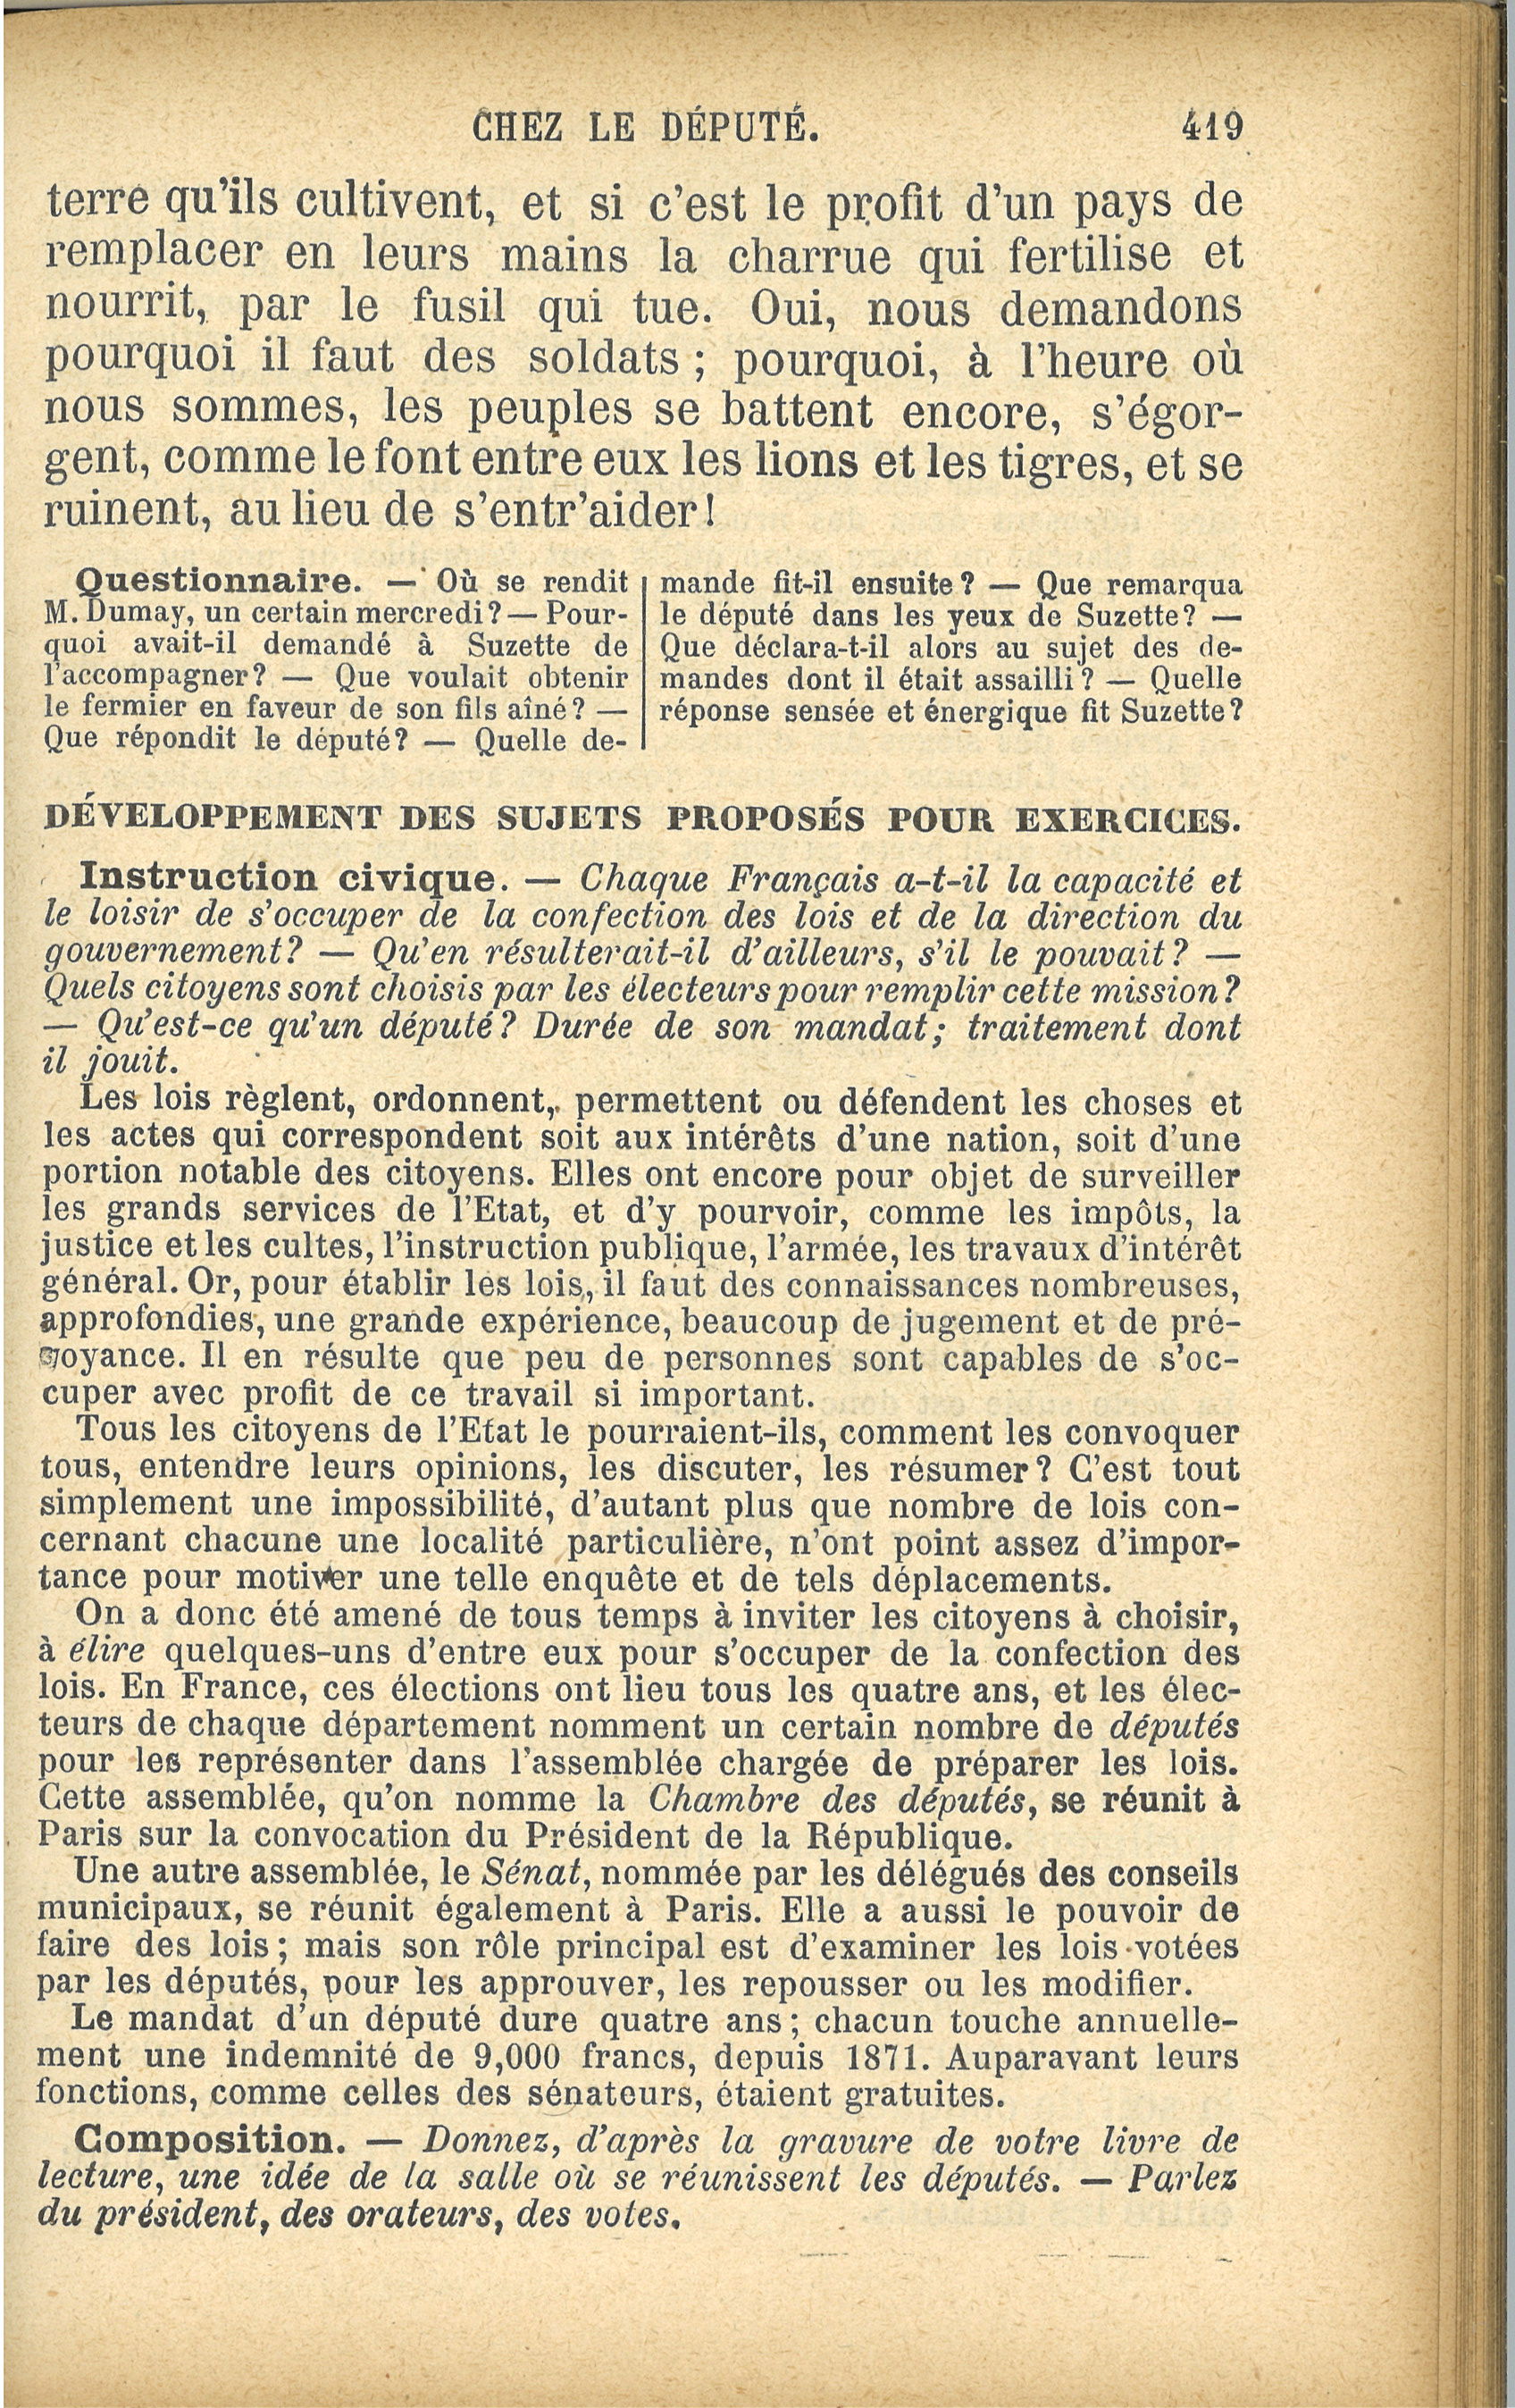 CHEZ LE DÉPUTÉ. 419
terre qu'ils cultivent, et si c'est le profit d'un pays de
remplacer en leurs mains la charrue qui fertilise et
nourrit, par le fusil qui tue. Oui, nous demandons
pourquoi il faut des soldats ; pourquoi, à l'heure où
nous sommes, les peuples se battent encore, s'égor-
gent, comme le font entre eux les lions et les tigres, et se
ruinent, au lieu de s'entr'aider !
Questionnaire. — Où se rendit
M. Dumay, un certain mercredi ? — Pour-
quoi avait-il demandé à Suzette de
l'accompagner ? — Que voulait obtenir
le fermier en faveur de son fils aîné ? —
Que répondit le député ? — Quelle de-
mande fit-il ensuite ? — Que remarqua
le député dans les yeux de Suzette ? —
Que déclara-t-il alors au sujet des de-
mandes dont il était assailli ? — Quelle
réponse sensée et énergique fit Suzette ?
DÉVELOPPEMENT DES SUJETS PROPOSÉS POUR EXERCICES.
Instruction civique. — Chaque Français a-t-il la capacité et
le loisir de s'occuper de la confection des lois et de la direction du
gouvernement ? — Qu'en résulterait-il d'ailleurs, s'il le pouvait ? —
Quels citoyens sont choisis par les électeurs pour remplir cette mission ?
— Qu'est-ce qu'un député ? Durée de son mandat ; traitement dont
il jouit.
Les lois règlent, ordonnent, permettent ou défendent les choses et
les actes qui correspondent soit aux intérêts d'une nation, soit d'une
portion notable des citoyens. Elles ont encore pour objet de surveiller
les grands services de l'Etat, et d'y pourvoir, comme les impôts, la
justice et les cultes, l'instruction publique, l'armée, les travaux d'intérêt
général. Or, pour établir les lois, il faut des connaissances nombreuses,
approfondies, une grande expérience, beaucoup de jugement et de pré-
voyance. Il en résulte que peu de personnes sont capables de s'oc-
cuper avec profit de ce travail si important.
Tous les citoyens de l'Etat le pourraient-ils, comment les convoquer
tous, entendre leurs opinions, les discuter, les résumer ? C'est tout
simplement une impossibilité, d'autant plus que nombre de lois con-
cernant chacune une localité particulière, n'ont point assez d'impor-
tance pour motiver une telle enquête et de tels déplacements.
On a donc été amené de tous temps à inviter les citoyens à choisir,
à élire quelques-uns d'entre eux pour s'occuper de la confection des
lois. En France, ces élections ont lieu tous les quatre ans, et les élec-
teurs de chaque département nomment un certain nombre de députés
pour les représenter dans l'assemblée chargée de préparer les lois.
Cette assemblée, qu'on nomme la Chambre des députés, se réunit à
Paris sur la convocation du Président de la République.
Une autre assemblée, le Sénat, nommée par les délégués des conseils
municipaux, se réunit également à Paris. Elle a aussi le pouvoir de
faire des lois ; mais son rôle principal est d'examiner les lois votées
par les députés, pour les approuver, les repousser ou les modifier.
Le mandat d'un député dure quatre ans ; chacun touche annuelle-
ment une indemnité de 9,000 francs, depuis 1871. Auparavant leurs
fonctions, comme celles des sénateurs, étaient gratuites.
Composition. — Donnez, d'après la gravure de votre livre de
lecture, une idée de la salle où se réunissent les députés. — Parlez
du président, des orateurs, des votes.